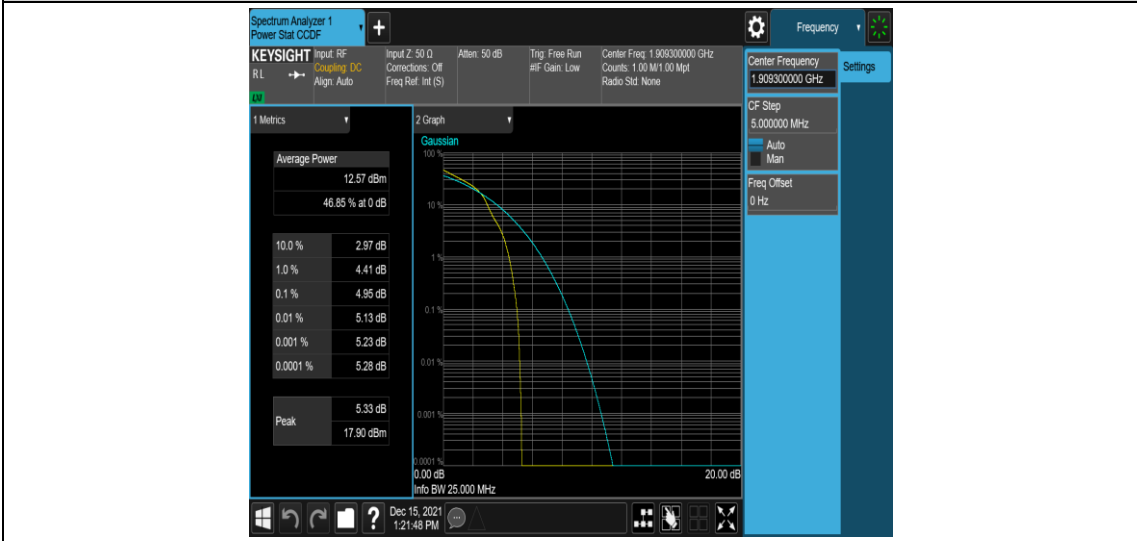 Spectrum Analyzer 1
Power Stat CCDF
+
Frequency
KEYSIGHT
RL
LM
Input: RF
Coupling: DC
Align: Auto
Input Z: 50 Ω
Corrections: Off
Freq Ref: Int (S)
Atten: 50 dB
Trig: Free Run
#IF Gain: Low
Center Freq: 1.909300000 GHz
Counts: 1.00 M/1.00 Mpt
Radio Std: None
Center Frequency
1.909300000 GHz
Settings
CF Step
5.000000 MHz
Auto
Man
Freq Offset
0 Hz
1 Metrics
Average Power
12.57 dBm
46.85 % at 0 dB
10.0 % 2.97 dB
1.0 % 4.41 dB
0.1 % 4.95 dB
0.01 % 5.13 dB
0.001 % 5.23 dB
0.0001 % 5.28 dB
Peak
5.33 dB
17.90 dBm
2 Graph
Gaussian
100 %
10 %
1 %
0.1 %
0.01 %
0.001 %
0.0001 %
0.00 dB 20.00 dB
Info BW 25.000 MHz
?
Dec 15, 2021
1:21:48 PM